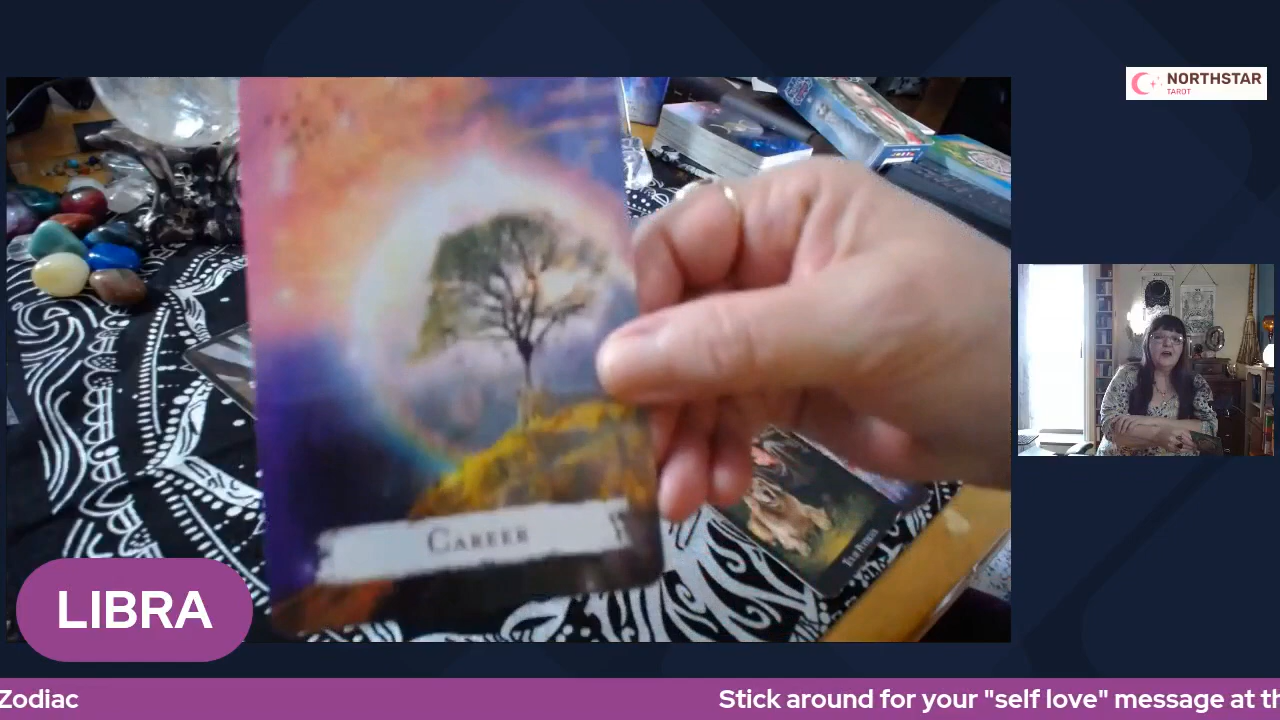 NORTHSTAR
TAROT
CAREER
LIBRA
Zodiac
Stick around for your "self love" message at th